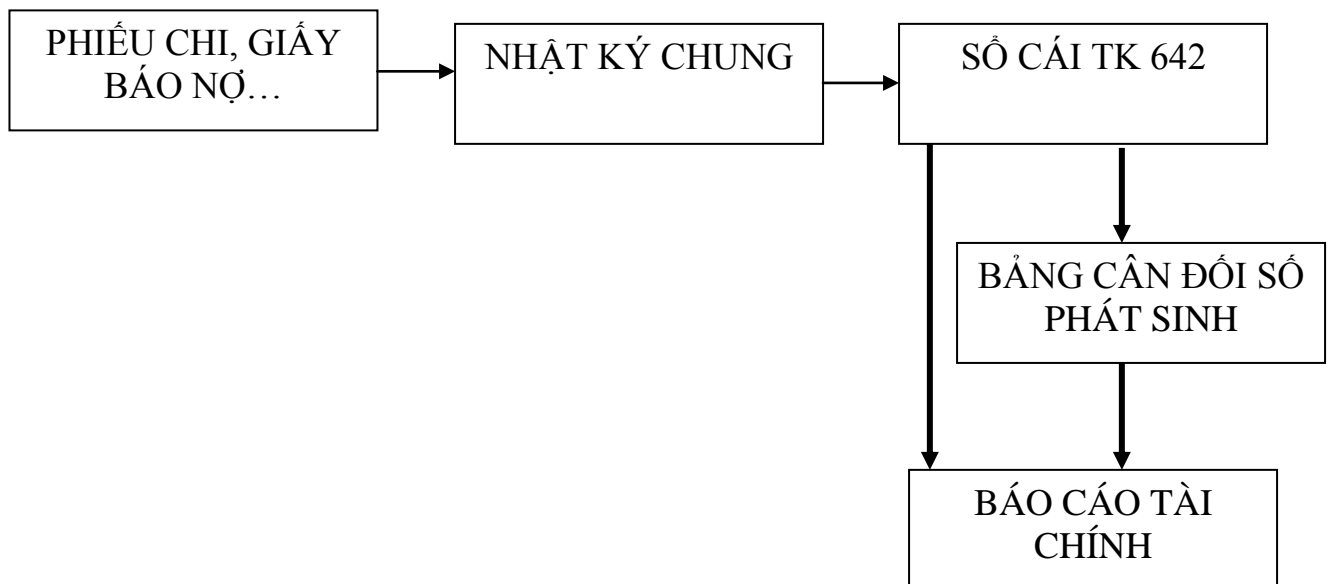 PHIẾU CHI, GIẤY
BÁO NỢ…
NHẬT KÝ CHUNG
SỔ CÁI TK 642
BẢNG CÂN ĐỐI SỐ
PHÁT SINH
BÁO CÁO TÀI
CHÍNH